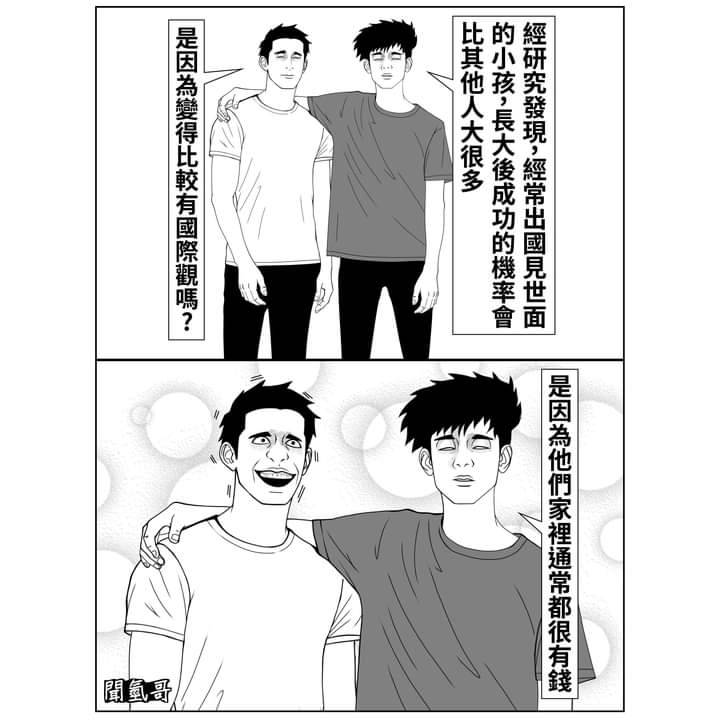 經研究發現，經常出國見世面
的小孩，長大後成功的機率會
比其他人大很多
是因為變得比較有國際觀嗎？
是因為他們家裡通常都很有錢
聞氫哥